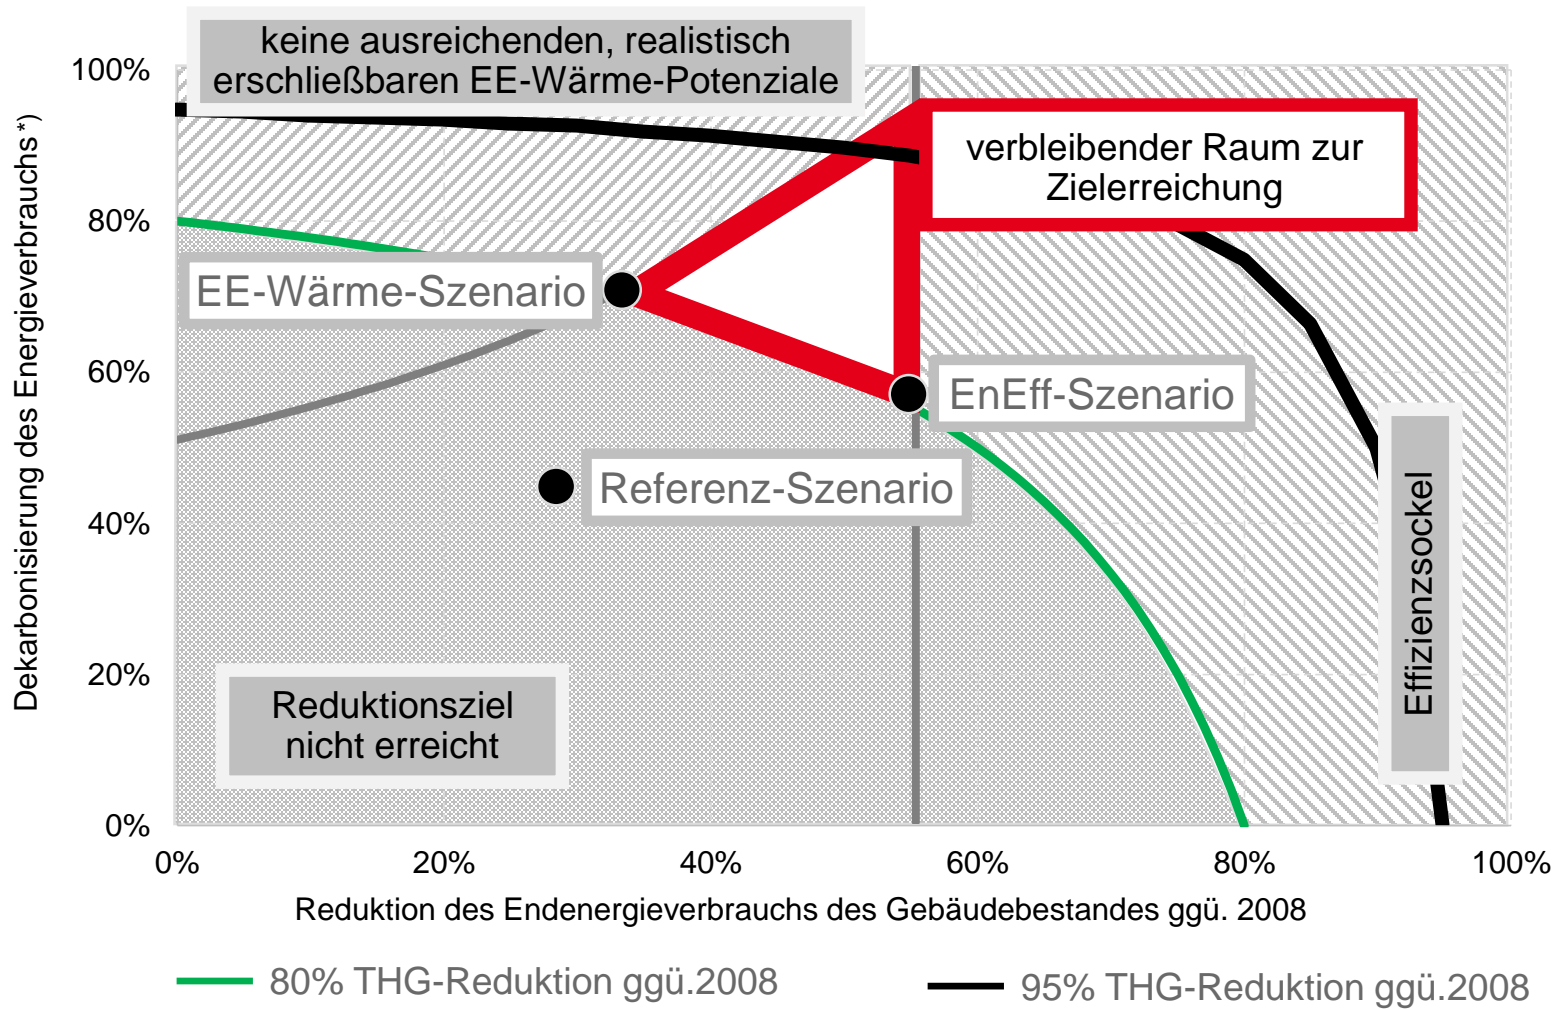 keine ausreichenden, realistisch
erschließbaren EE-Wärme-Potenziale
100%
80%
60%
40%
20%
0%
Dekarbonisierung des Energieverbrauchs*)
verbleibender Raum zur
Zielerreichung
EE-Wärme-Szenario
EnEff-Szenario
Referenz-Szenario
Effizienzsockel
Reduktionsziel
nicht erreicht
0%
20%
40%
60%
80%
100%
Reduktion des Endenergieverbrauchs des Gebäudebestandes ggü. 2008
80% THG-Reduktion ggü.2008
95% THG-Reduktion ggü.2008